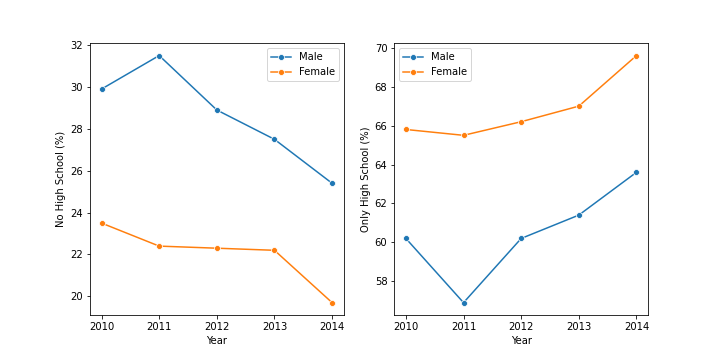 32
30
28
26
24
22
20
No High School (%)
Male
Female
2010 2011 2012 2013 2014
Year
70
68
66
64
62
60
58
Only High School (%)
Male
Female
2010 2011 2012 2013 2014
Year